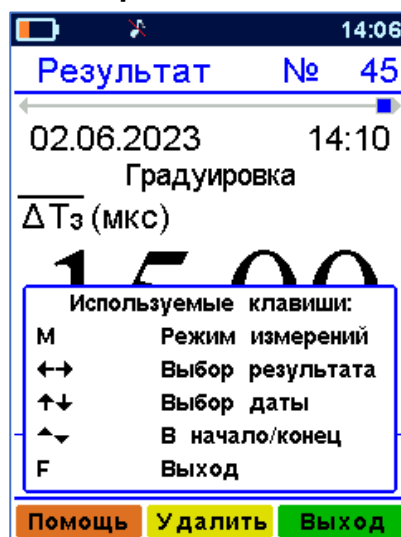 14:06
Результат № 45
02.06.2023 14:10
Градуировка
ΔТз (мкс)
Используемые клавиши:
М Режим измерений
←→ Выбор результата
↑↓ Выбор даты
В начало/конец
F Выход
Помощь Удалить Выход